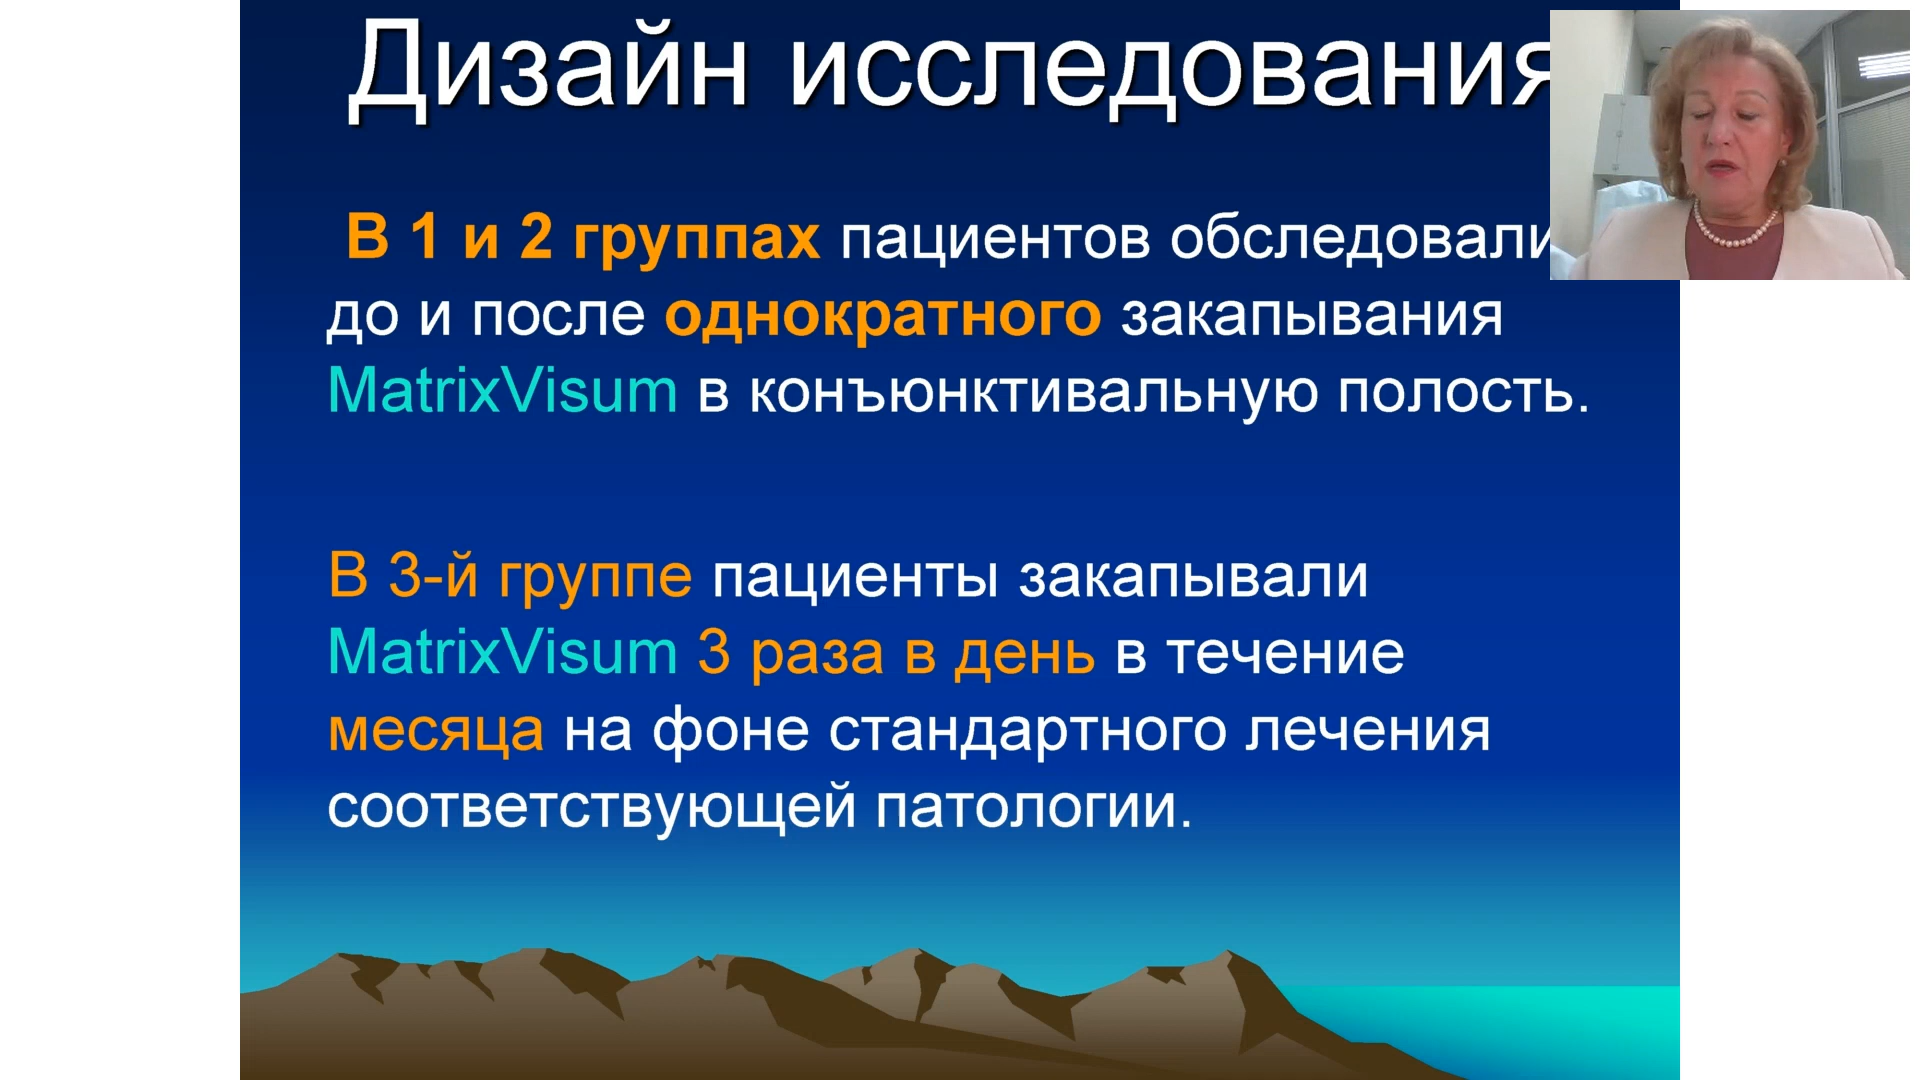 Дизайн исследования
В 1 и 2 группах пациентов обследовали
до и после однократного закапывания
MatrixVisum в конъюнктивальную полость.
В 3-й группе пациенты закапывали
MatrixVisum 3 раза в день в течение
месяца на фоне стандартного лечения
соответствующей патологии.